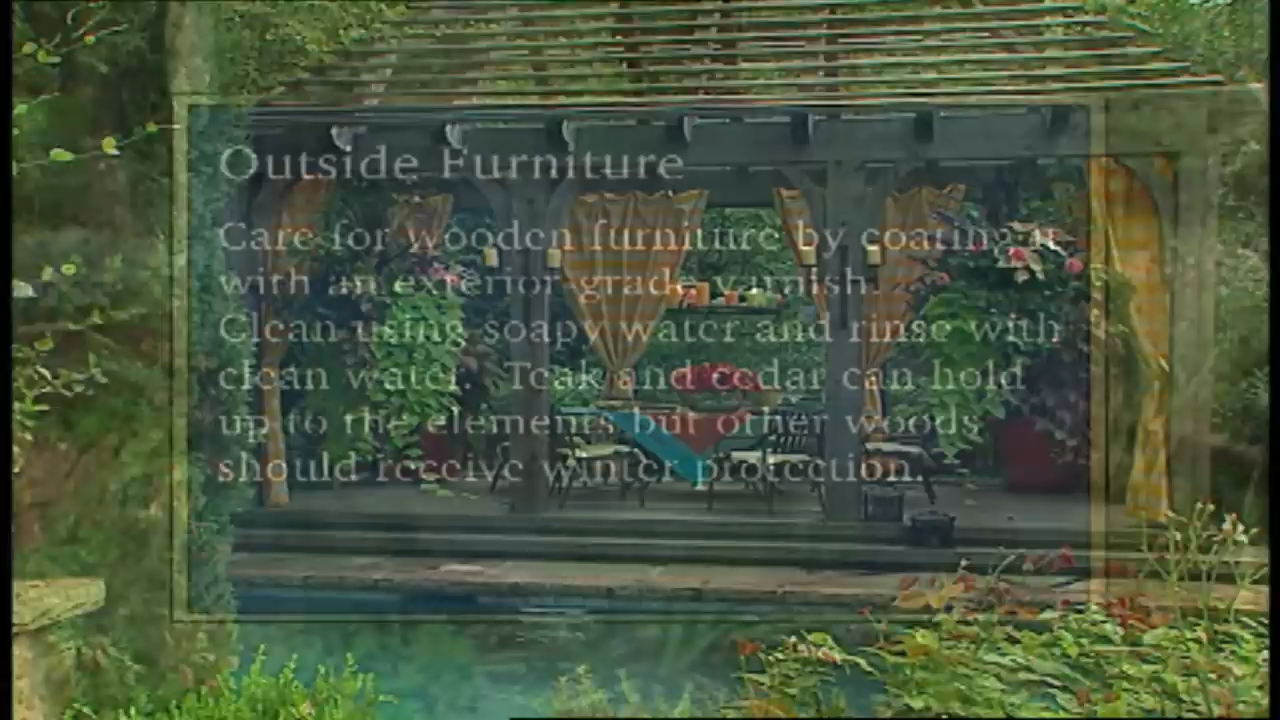 Outside Furniture
Care for wooden furniture by coating it
with an exterior-grade varnish.
Clean using soapy water and rinse with
clean water. Teak and cedar can hold
up to the elements but other woods
should receive winter protection.